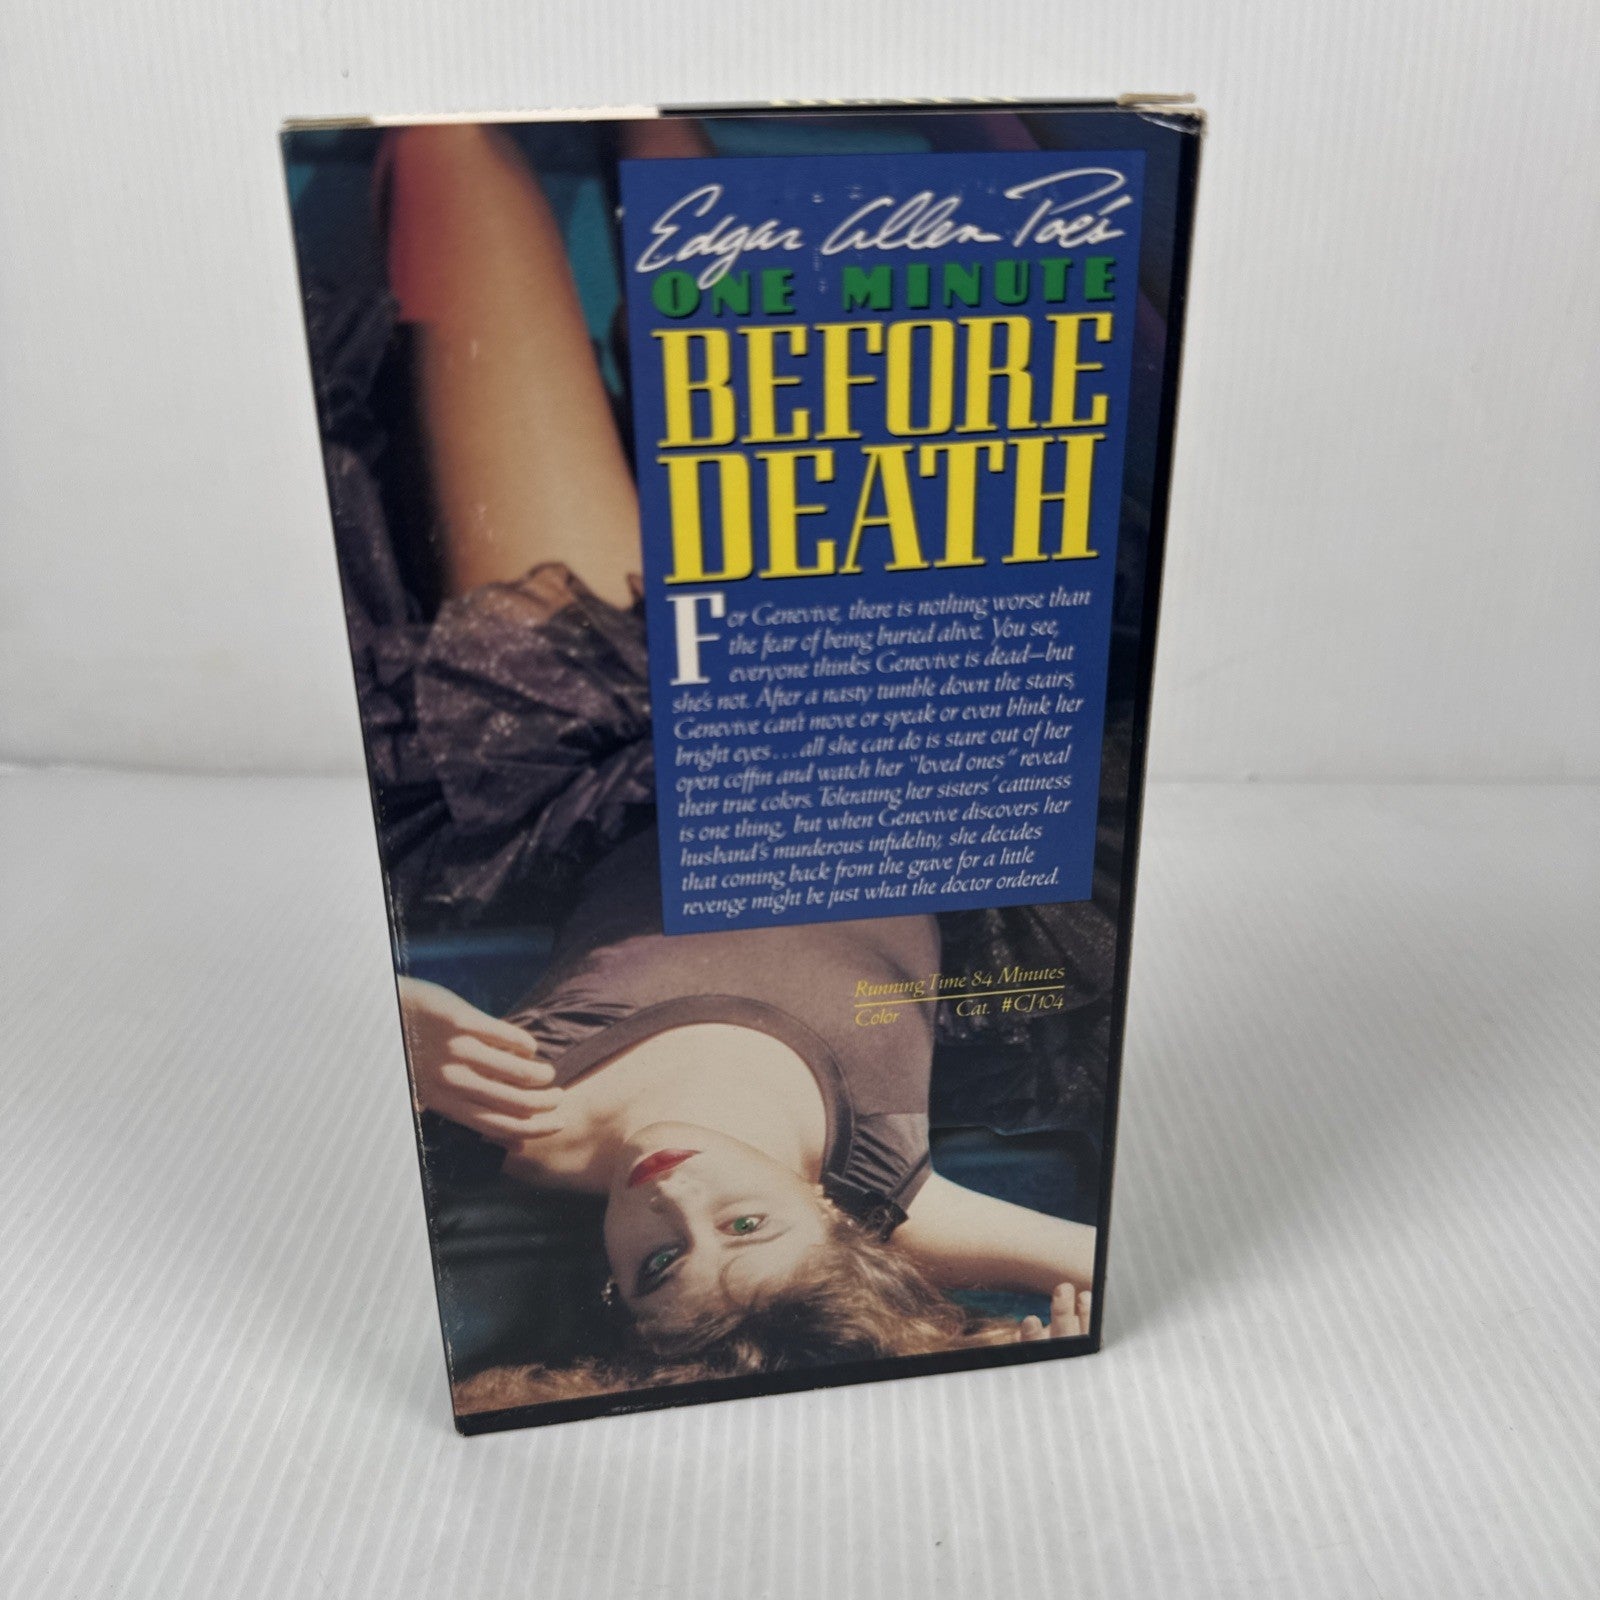 Edgar Allen Poe's
ONE MINUTE
BEFORE
DEATH
For Genevive, there is nothing worse than
the fear of being buried alive. You see,
everyone thinks Genevive is dead—but
she's not. After a nasty tumble down the stairs,
Genevive can't move or speak or even blink her
bright eyes...all she can do is stare out of her
open coffin and watch her "loved ones" reveal
their true colors. Tolerating her sisters' cattiness
is one thing, but when Genevive discovers her
husband's murderous infidelity, she decides
that coming back from the grave for a little
revenge might be just what the doctor ordered.
Running Time 84 Minutes
Color Cat. #CJ104